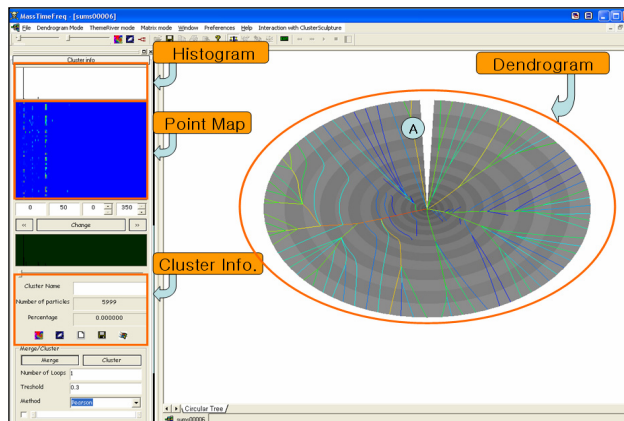 MassTimeFreq - [sums00006]
File Dendrogram Mode ThemeRiver mode Matrix mode Window Preferences Help Interaction with ClusterSculpture
Cluster info
Histogram
Dendrogram
A
Point Map
0 50 0 350
<< Change >>
Cluster Info.
Cluster Name
Number of particles 5999
Percentage 0.000000
Merge/Cluster
Merge Cluster
Number of Loops 1
Treshold 0.3
Method Pearson
Circular Tree
sums00006